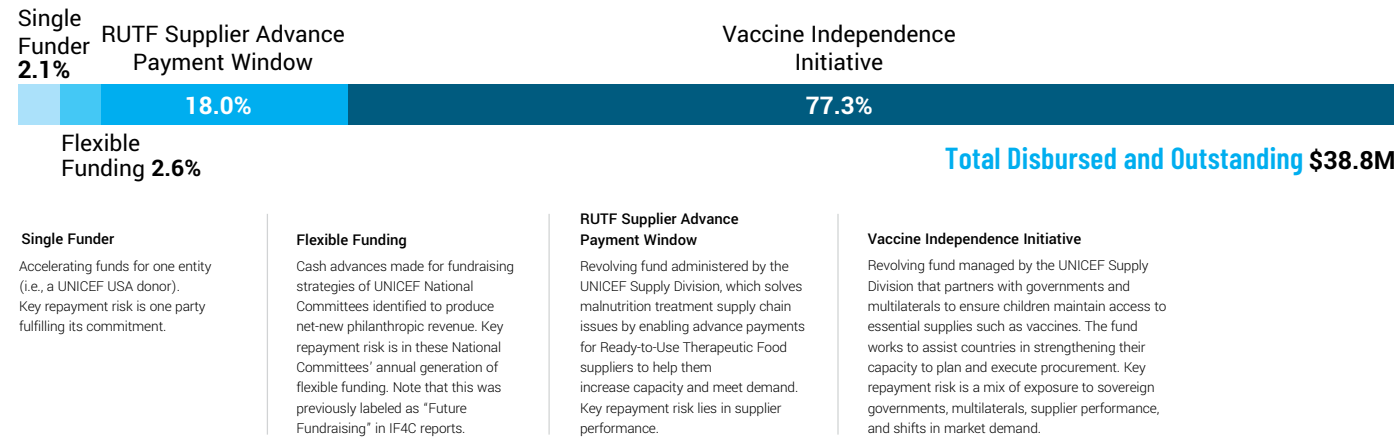 Single
Funder
2.1%
RUTF Supplier Advance
Payment Window
Vaccine Independence
Initiative
18.0%
77.3%
Flexible
Funding 2.6%
Total Disbursed and Outstanding $38.8M
Single Funder
Accelerating funds for one entity
(i.e., a UNICEF USA donor).
Key repayment risk is one party
fulfilling its commitment.
Flexible Funding
Cash advances made for fundraising
strategies of UNICEF National
Committees identified to produce
net-new philanthropic revenue. Key
repayment risk is in these National
Committees’ annual generation of
flexible funding. Note that this was
previously labeled as “Future
Fundraising” in IF4C reports.
RUTF Supplier Advance
Payment Window
Revolving fund administered by the
UNICEF Supply Division, which solves
malnutrition treatment supply chain
issues by enabling advance payments
for Ready-to-Use Therapeutic Food
suppliers to help them
increase capacity and meet demand.
Key repayment risk lies in supplier
performance.
Vaccine Independence Initiative
Revolving fund managed by the UNICEF Supply
Division that partners with governments and
multilaterals to ensure children maintain access to
essential supplies such as vaccines. The fund
works to assist countries in strengthening their
capacity to plan and execute procurement. Key
repayment risk is a mix of exposure to sovereign
governments, multilaterals, supplier performance,
and shifts in market demand.